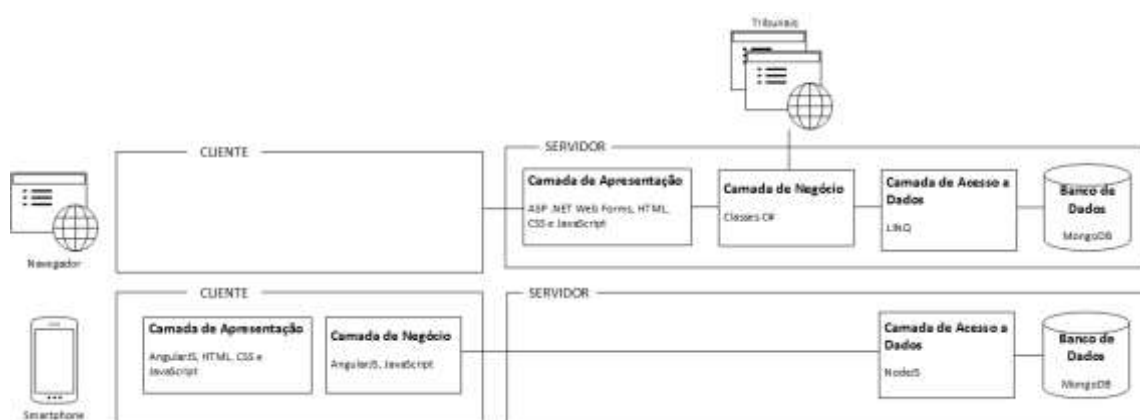 Tribunais
CLIENTE
SERVIDOR
Camada de Apresentação
ASP .NET Web Forms, HTML,
CSS e JavaScript
Camada de Negócio
Classes C#
Camada de Acesso a
Dados
LINQ
Banco de
Dados
MongoDB
Navegador
CLIENTE
SERVIDOR
Camada de Apresentação
AngularJS, HTML, CSS e
JavaScript
Camada de Negócio
AngularJS, JavaScript
Camada de Acesso a
Dados
NodeJS
Banco de
Dados
MongoDB
Smartphone